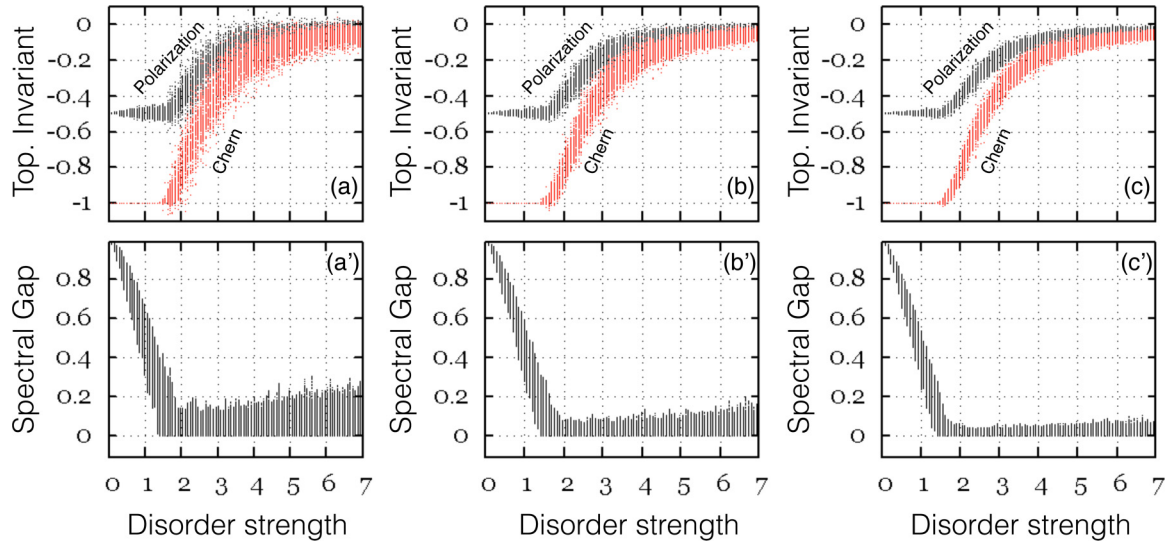 Top. Invariant
0
-0.2
-0.4
-0.6
-0.8
-1
Polarization
Chern
(a)
Top. Invariant
0
-0.2
-0.4
-0.6
-0.8
-1
Polarization
Chern
(b)
Top. Invariant
0
-0.2
-0.4
-0.6
-0.8
-1
Polarization
Chern
(c)
Spectral Gap
0.8
0.6
0.4
0.2
0
(a')
0 1 2 3 4 5 6 7
Disorder strength
Spectral Gap
0.8
0.6
0.4
0.2
0
(b')
0 1 2 3 4 5 6 7
Disorder strength
Spectral Gap
0.8
0.6
0.4
0.2
0
(c')
0 1 2 3 4 5 6 7
Disorder strength